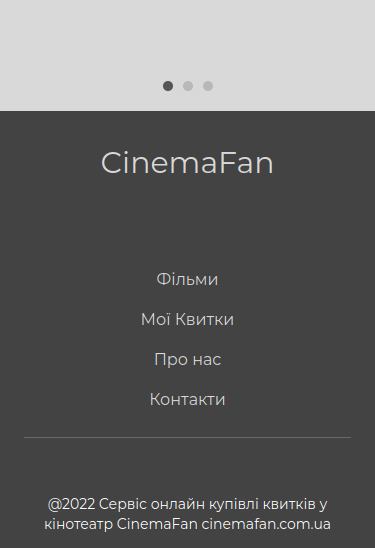 CinemaFan
Фільми
Мої Квитки
Про нас
Контакти
@2022 Сервіс онлайн купівлі квитків у
кінотеатр CinemaFan cinemafan.com.ua